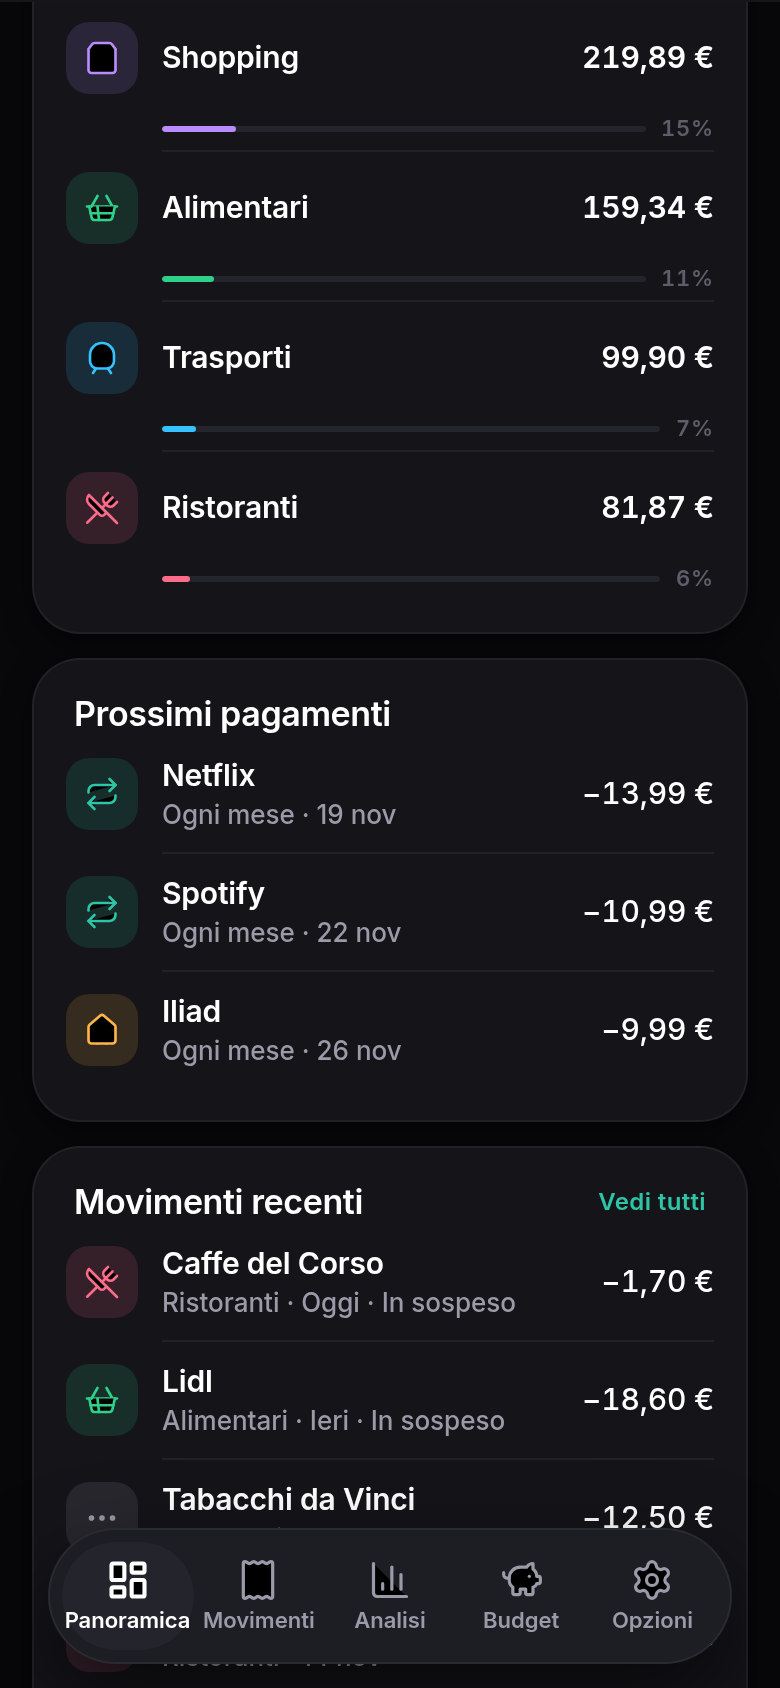 Shopping
219,89 €
15%
Alimentari
159,34 €
11%
Trasporti
99,90 €
7%
Ristoranti
81,87 €
6%
Prossimi pagamenti
Netflix
−13,99 €
Ogni mese · 19 nov
Spotify
−10,99 €
Ogni mese · 22 nov
Iliad
−9,99 €
Ogni mese · 26 nov
Movimenti recenti
Vedi tutti
Caffe del Corso
−1,70 €
Ristoranti · Oggi · In sospeso
Lidl
−18,60 €
Alimentari · Ieri · In sospeso
Tabacchi da Vinci
−12,50 €
Panoramica
Movimenti
Analisi
Budget
Opzioni